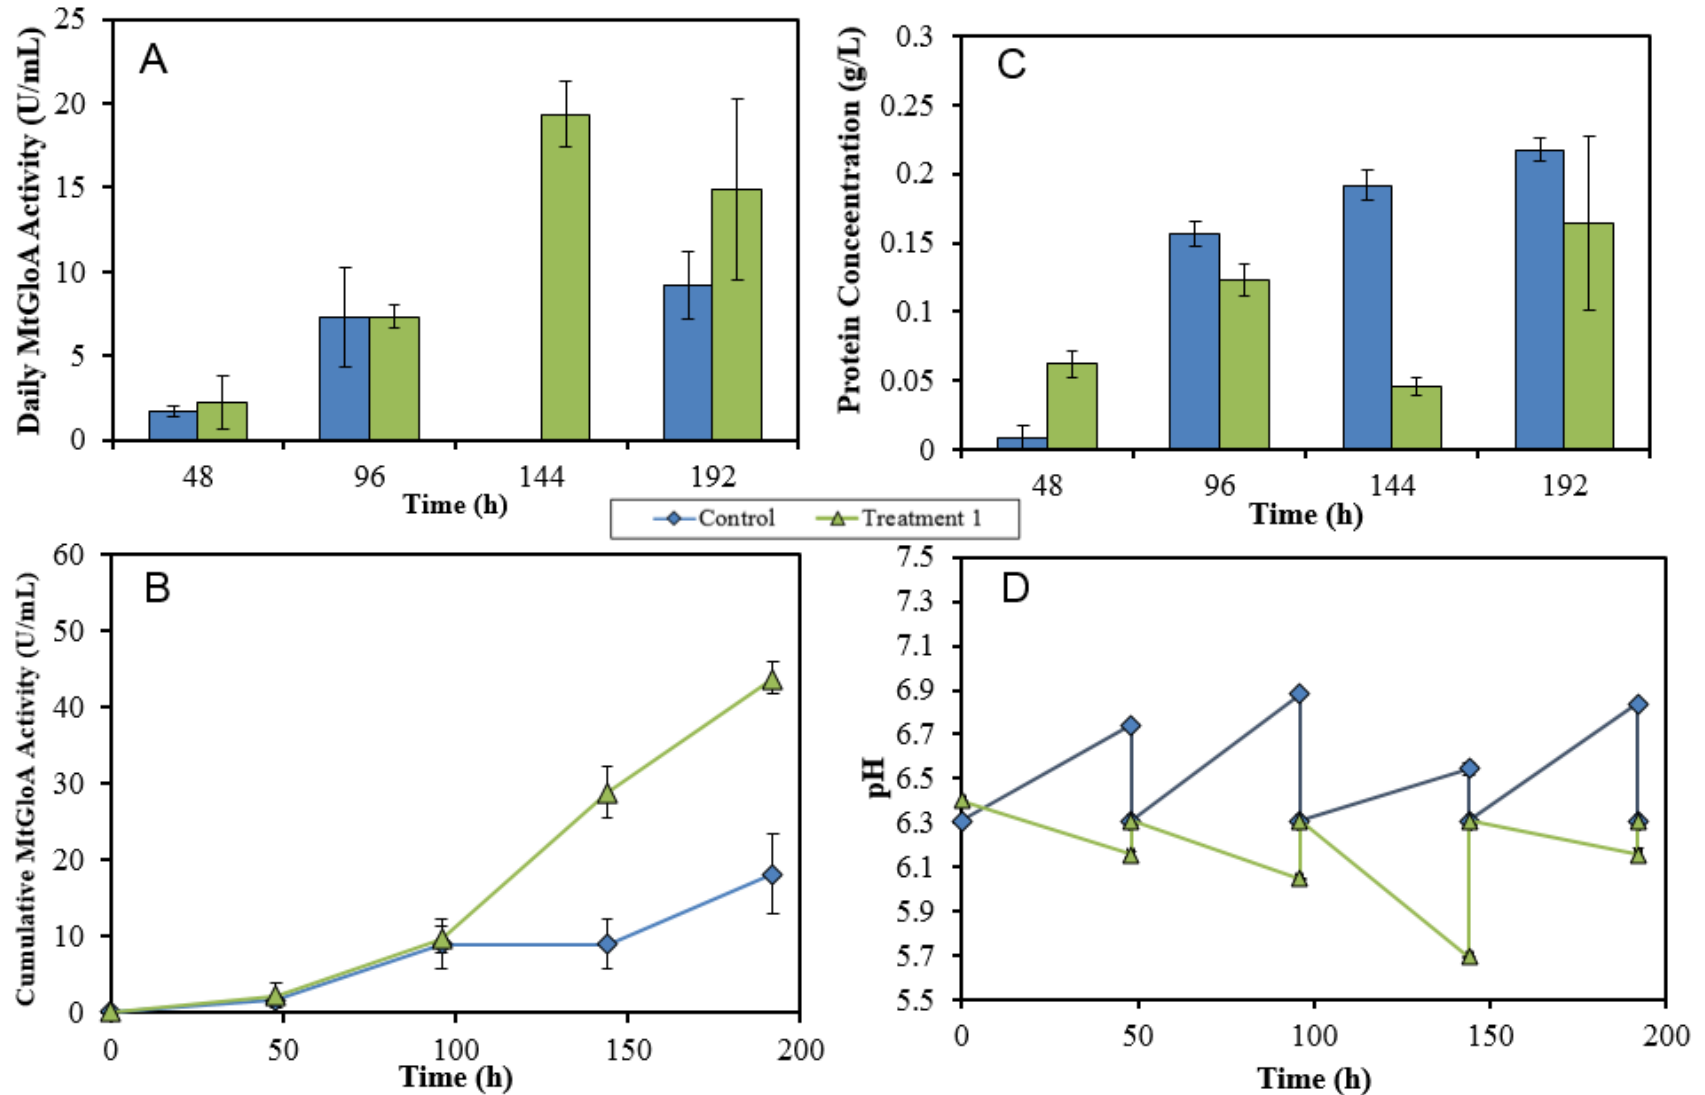 A
Daily MtGloA Activity (U/mL)
25
20
15
10
5
0
48 96 144 192
Time (h)
C
Protein Concentration (g/L)
0.3
0.25
0.2
0.15
0.1
0.05
0
48 96 144 192
Time (h)
Control Treatment 1
B
Cumulative MtGloA Activity (U/mL)
60
50
40
30
20
10
0
0 50 100 150 200
Time (h)
D
pH
7.5
7.3
7.1
6.9
6.7
6.5
6.3
6.1
5.9
5.7
5.5
0 50 100 150 200
Time (h)